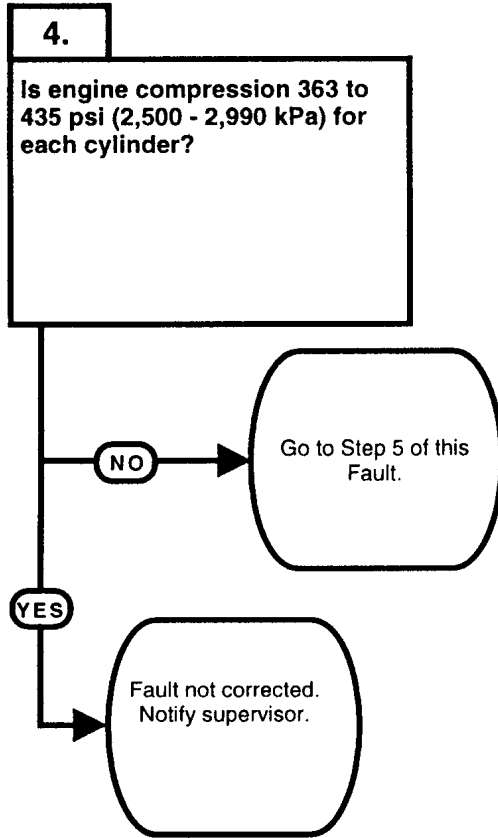 4.
Is engine compression 363 to
435 psi (2,500 - 2,990 kPa) for
each cylinder?
NO
Go to Step 5 of this
Fault.
YES
Fault not corrected.
Notify supervisor.